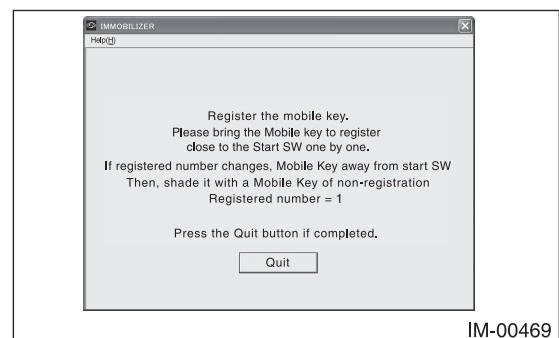 IMMOBILIZER
Help(H)
Register the mobile key.
Please bring the Mobile key to register
close to the Start SW one by one.
If registered number changes, Mobile Key away from start SW
Then, shade it with a Mobile Key of non-registration
Registered number = 1
Press the Quit button if completed.
Quit
IM-00469